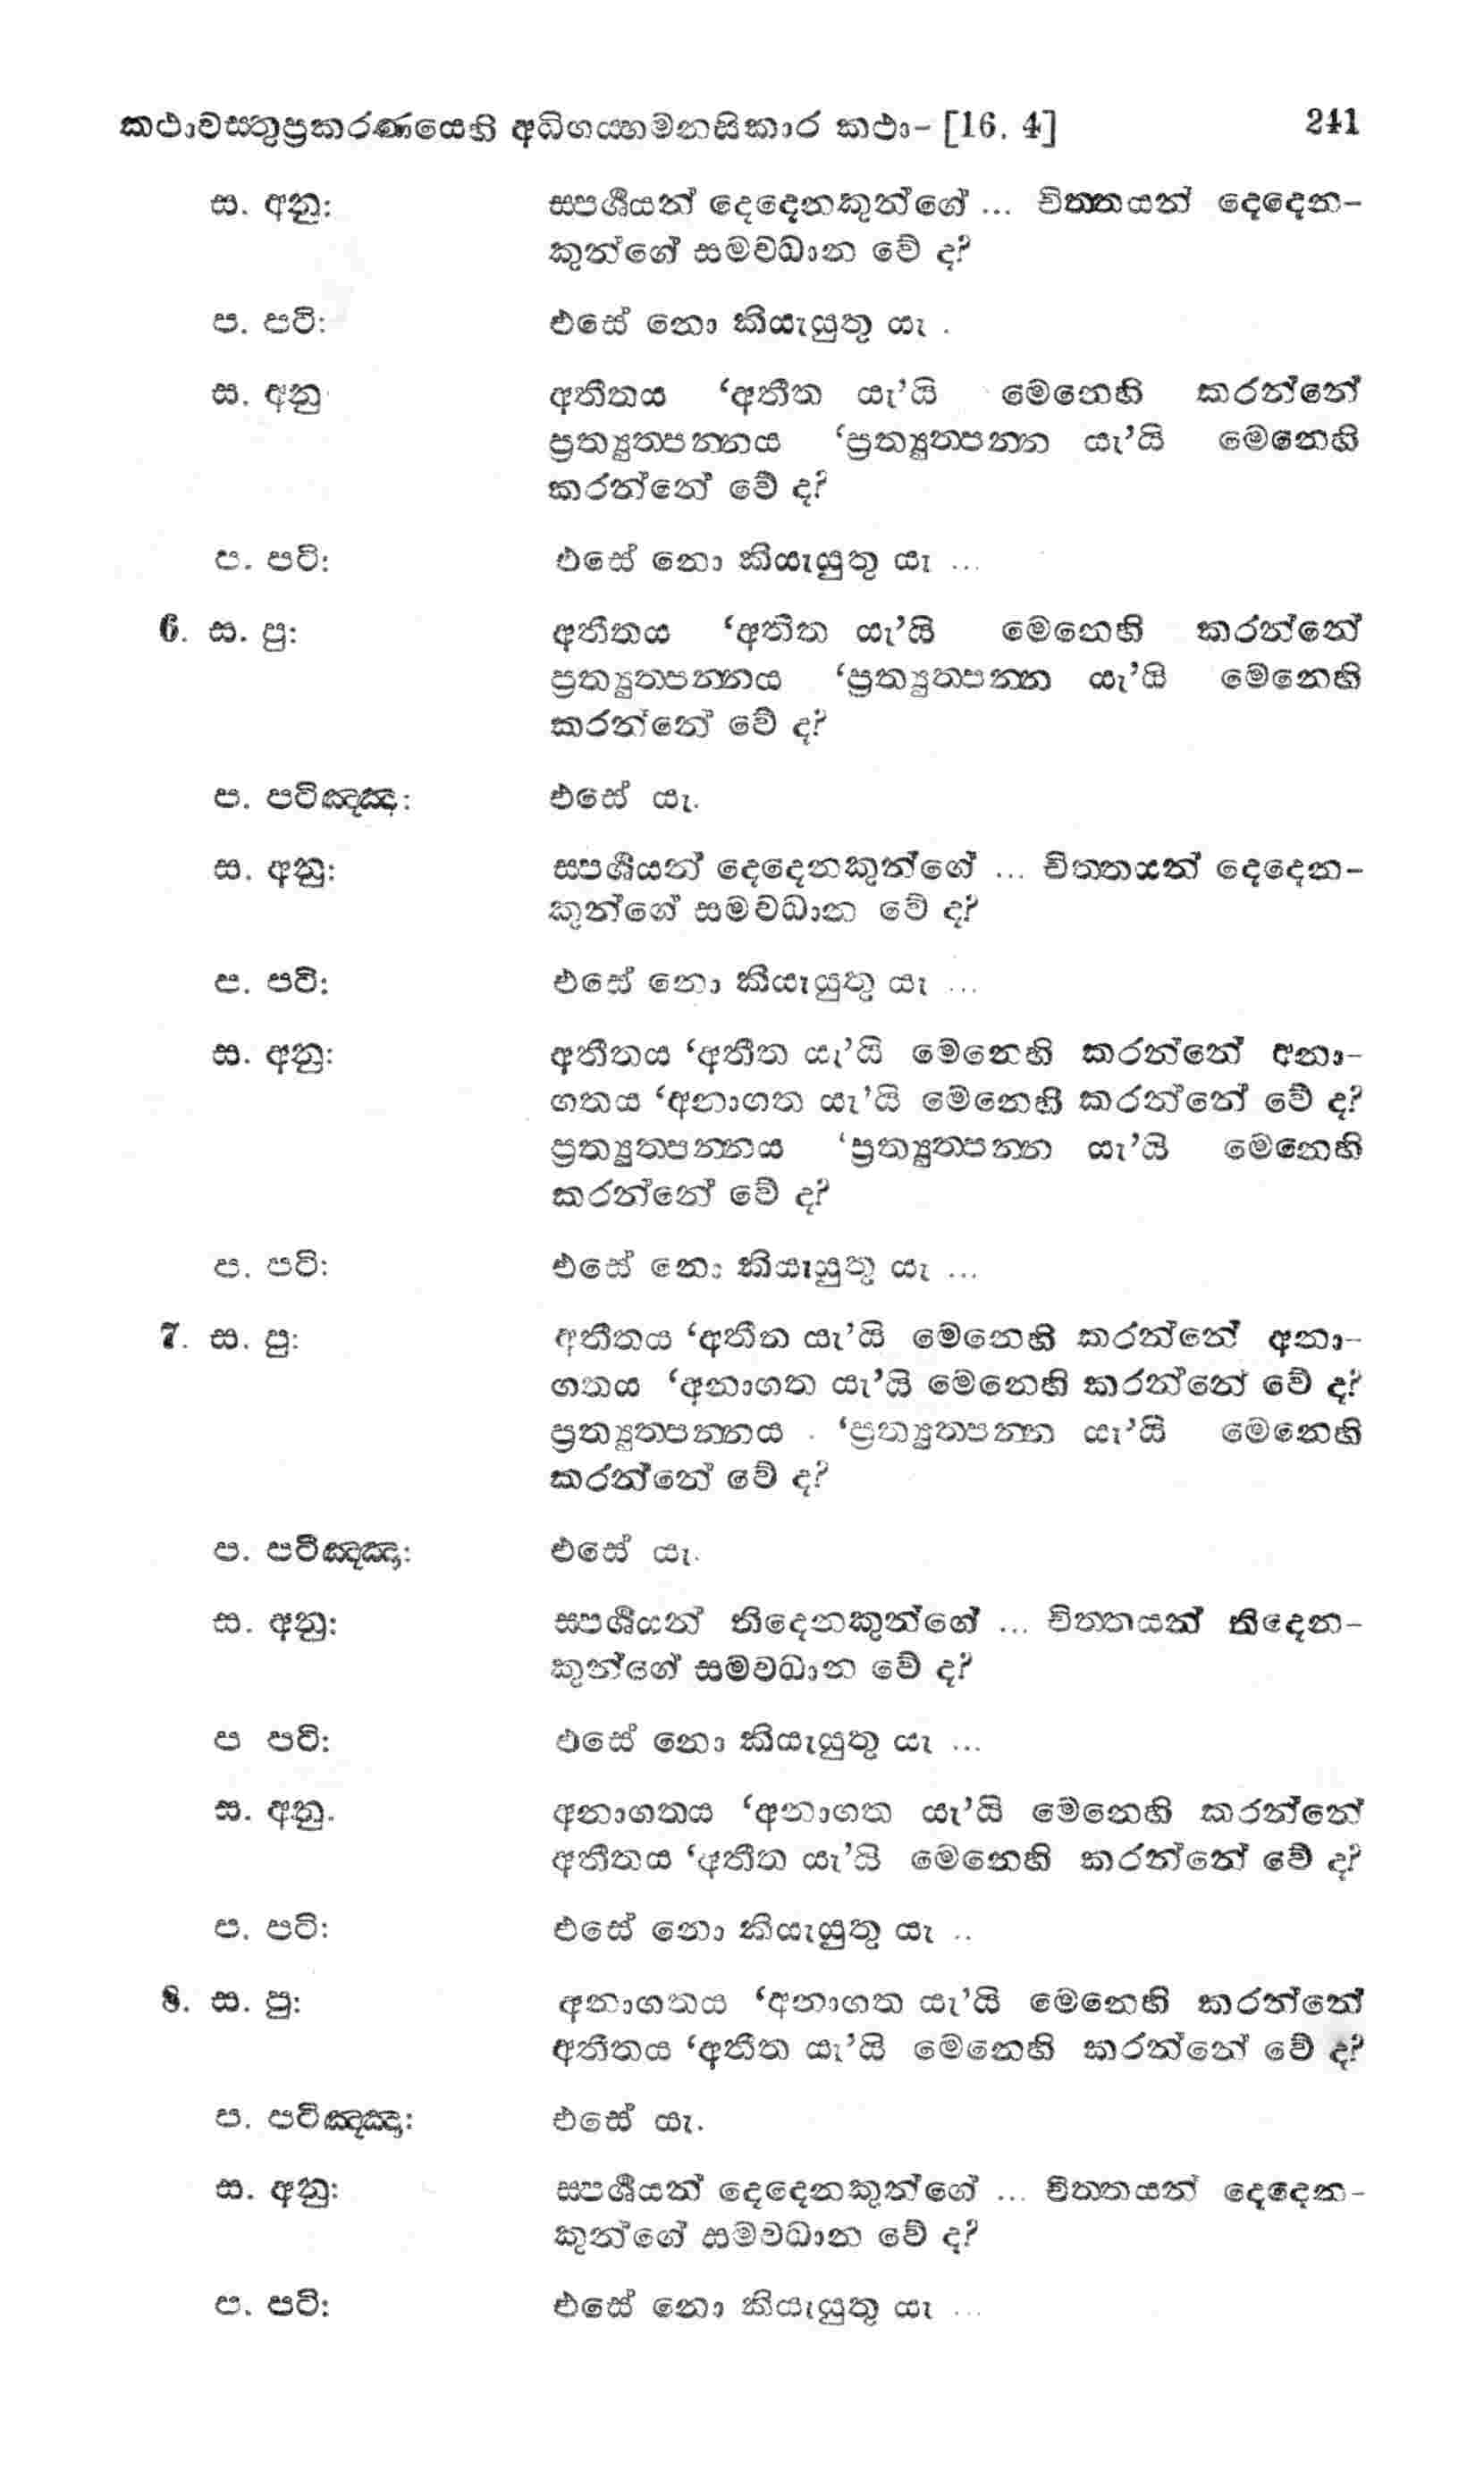 කථාවස්තුප්‍රකරණයෙහි අධිගය්හමනසිකාර කථා- [16. 4] 241
ස. අනු: ස්පර්‍ශයන් දෙදෙනකුන්ගේ ... චිත්තයන් දෙදෙන-
කුන්ගේ සමවධාන වේ ද?
ප. පටි: එසේ නො කියැයුතු යැ .
ස. අනු අතීතය ‘අතීත යැ’යි මෙනෙහි කරන්නේ
ප්‍රත්‍යුත්පන්නය ‘ප්‍රත්‍යුත්පන්න යැ’යි මෙනෙහි
කරන්නේ වේ ද?
ප. පටි: එසේ නො කියැයුතු යැ ...
6. ස. පු: අතීතය ‘අතීත යැ’යි මෙනෙහි කරන්නේ
ප්‍රත්‍යුත්පන්නය ‘ප්‍රත්‍යුත්පන්න යැ’යි මෙනෙහි
කරන්නේ වේ ද?
ප. පටිඤ්ඤා: එසේ යැ.
ස. අනු: ස්පර්‍ශයන් දෙදෙනකුන්ගේ ... චිත්තයන් දෙදෙන-
කුන්ගේ සමවධාන වේ ද?
ප. පටි: එසේ නො කියැයුතු යැ ...
ස. අනු: අතීතය ‘අතීත යැ’යි මෙනෙහි කරන්නේ අනා-
ගතය ‘අනාගත යැ’යි මෙනෙහි කරන්නේ වේ ද?
ප්‍රත්‍යුත්පන්නය ‘ප්‍රත්‍යුත්පන්න යැ’යි මෙනෙහි
කරන්නේ වේ ද?
ප. පටි: එසේ නො කියැයුතු යැ ...
7. ස. පු: අතීතය ‘අතීත යැ’යි මෙනෙහි කරන්නේ අනා-
ගතය ‘අනාගත යැ’යි මෙනෙහි කරන්නේ වේ ද?
ප්‍රත්‍යුත්පන්නය ‘ප්‍රත්‍යුත්පන්න යැ’යි මෙනෙහි
කරන්නේ වේ ද?
ප. පටිඤ්ඤා: එසේ යැ.
ස. අනු: ස්පර්‍ශයන් තිදෙනකුන්ගේ ... චිත්තයන් තිදෙන-
කුන්ගේ සමවධාන වේ ද?
ප පටි: එසේ නො කියැයුතු යැ ...
ස. අනු. අනාගතය ‘අනාගත යැ’යි මෙනෙහි කරන්නේ
අතීතය ‘අතීත යැ’යි මෙනෙහි කරන්නේ වේ ද?
ප. පටි: එසේ නො කියැයුතු යැ ..
8. ස. පු: අනාගතය ‘අනාගත යැ’යි මෙනෙහි කරන්නේ
අතීතය ‘අතීත යැ’යි මෙනෙහි කරන්නේ වේ ද?
ප. පටිඤ්ඤා: එසේ යැ.
ස. අනු: ස්පර්‍ශයන් දෙදෙනකුන්ගේ ... චිත්තයන් දෙදෙන-
කුන්ගේ සමවධාන වේ ද?
ප. පටි: එසේ නො කියැයුතු යැ ...